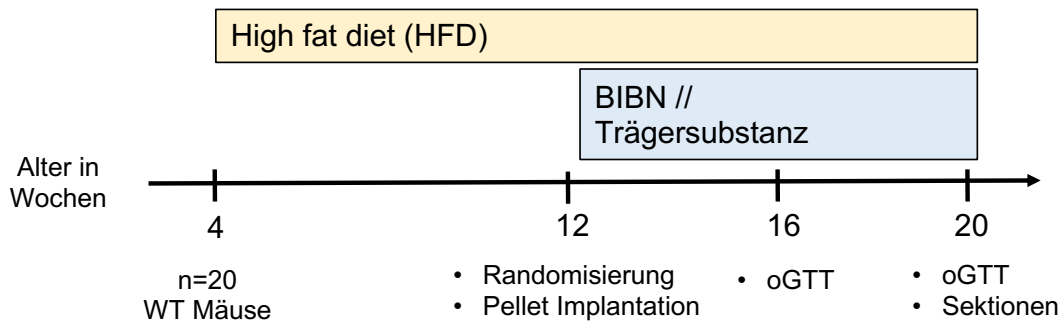 High fat diet (HFD)
BIBN //
Trägersubstanz
Alter in
Wochen
4
12
16
20
n=20
WT Mäuse
• Randomisierung
• Pellet Implantation
• oGTT
• oGTT
• Sektionen